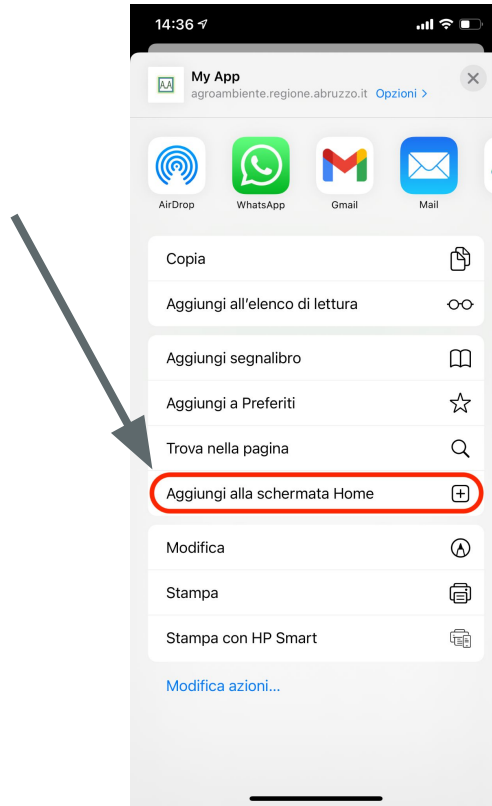 14:36
AA
My App
agroambiente.regione.abruzzo.it Opzioni >
AirDrop
WhatsApp
Gmail
Mail
Copia
Aggiungi all'elenco di lettura
Aggiungi segnalibro
Aggiungi a Preferiti
Trova nella pagina
Aggiungi alla schermata Home
Modifica
Stampa
Stampa con HP Smart
Modifica azioni...